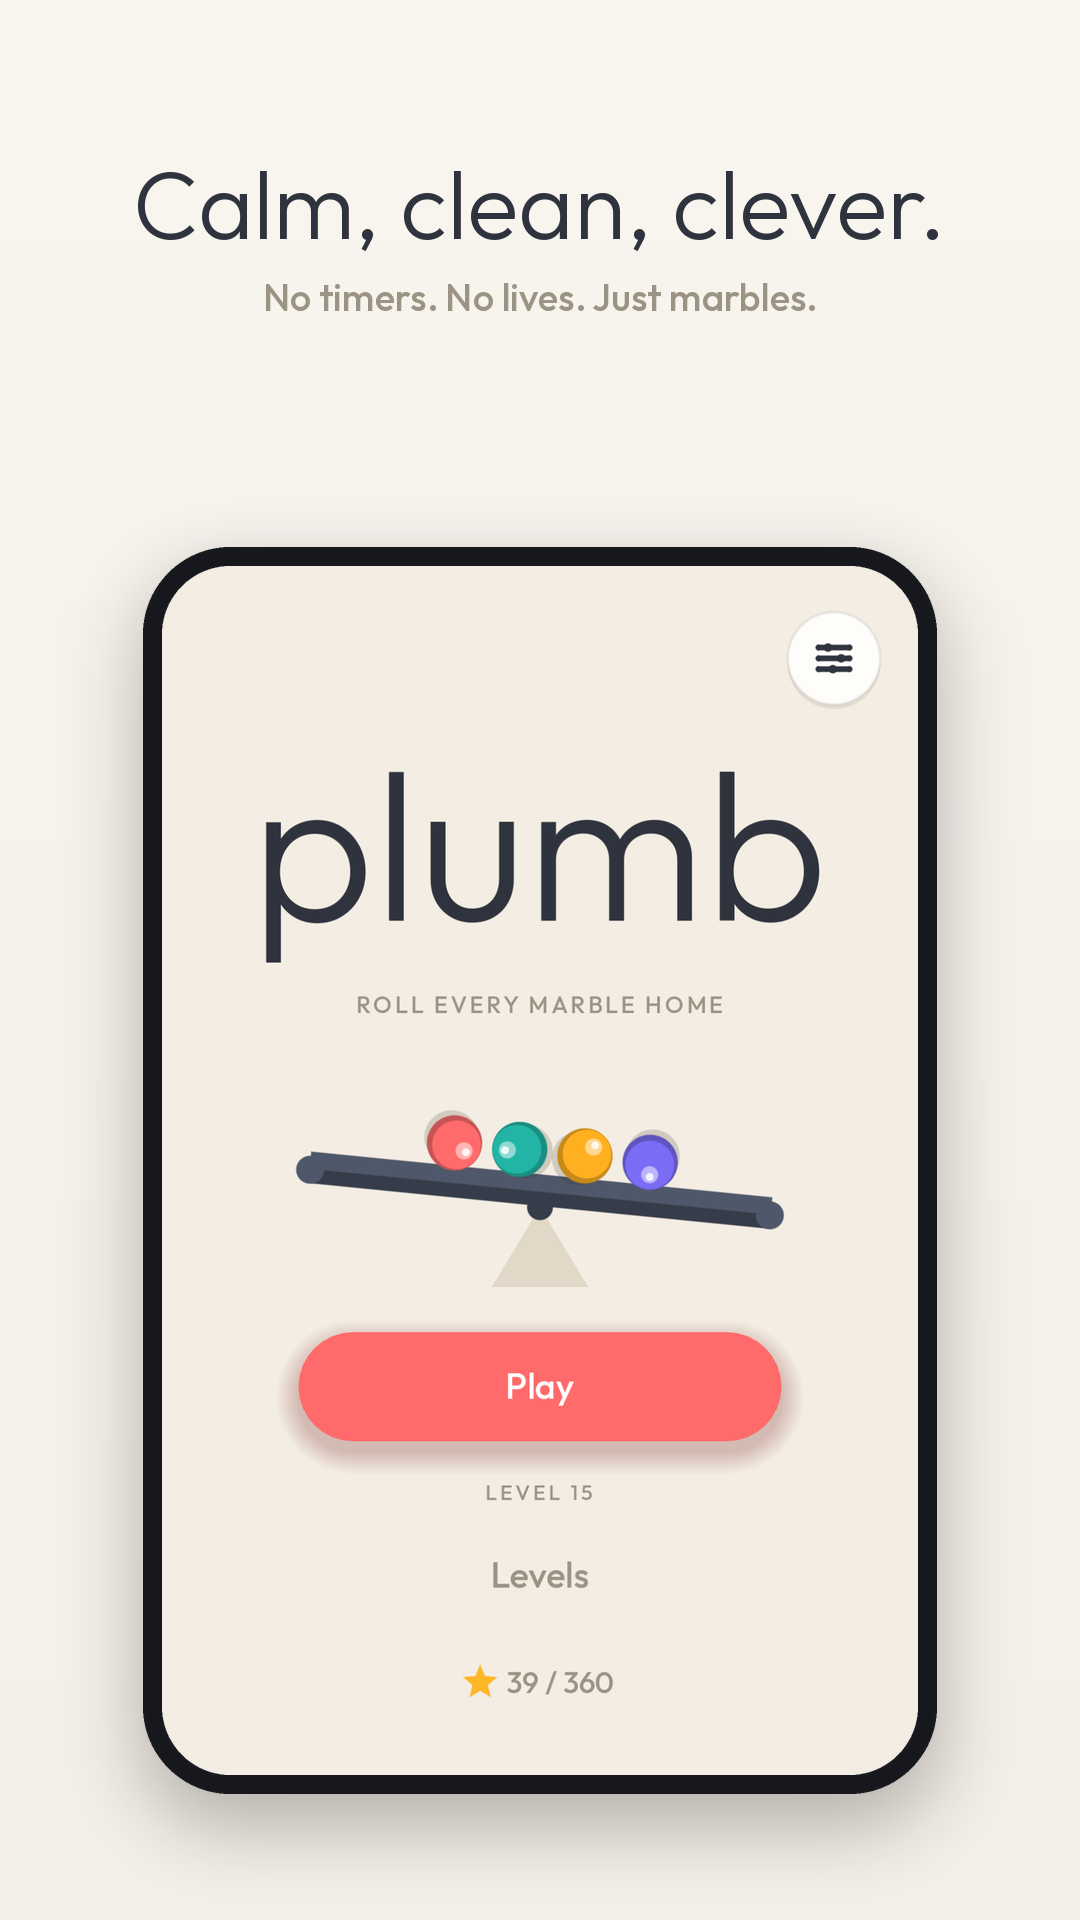 Calm, clean, clever.
No timers. No lives. Just marbles.
plumb
ROLL EVERY MARBLE HOME
Play
LEVEL 15
Levels
39 / 360